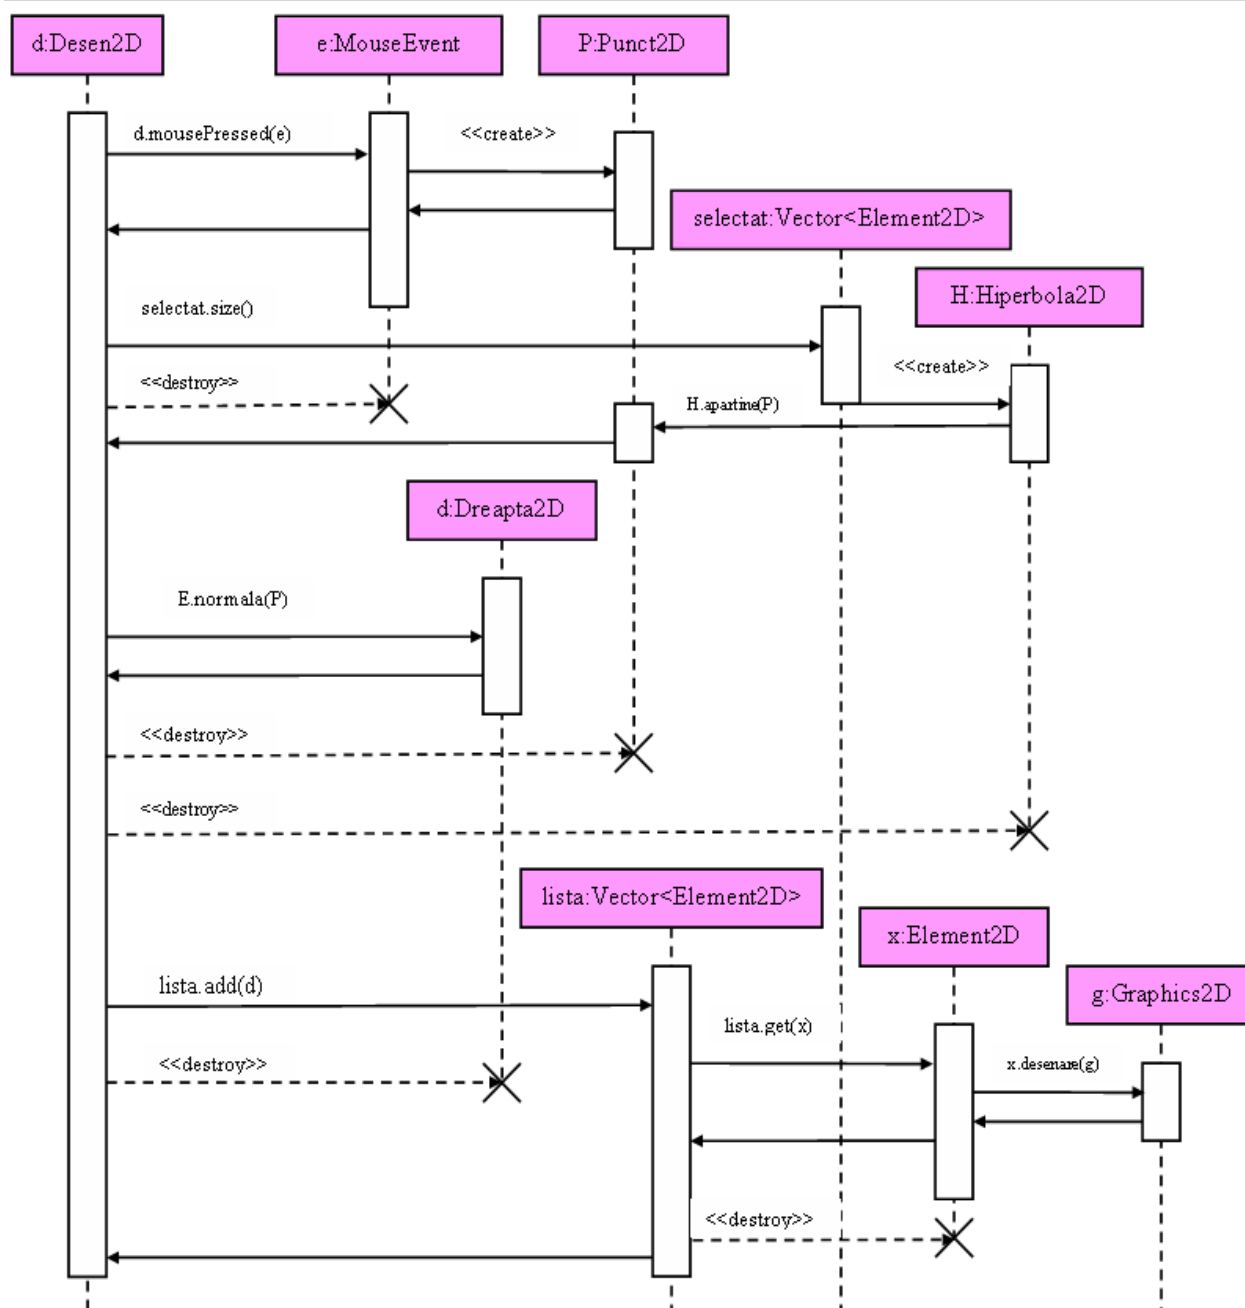 d:Desen2D
e:MouseEvent
P:Punct2D
d.mousePressed(e)
<<create>>
selectat:Vector<Element2D>
H:Hiperbola2D
selectat.size()
<<create>>
<<destroy>>
H.apartine(P)
d:Dreapta2D
E.normala(P)
<<destroy>>
<<destroy>>
lista:Vector<Element2D>
x:Element2D
g:Graphics2D
lista.add(d)
lista.get(x)
<<destroy>>
x.desenare(g)
<<destroy>>